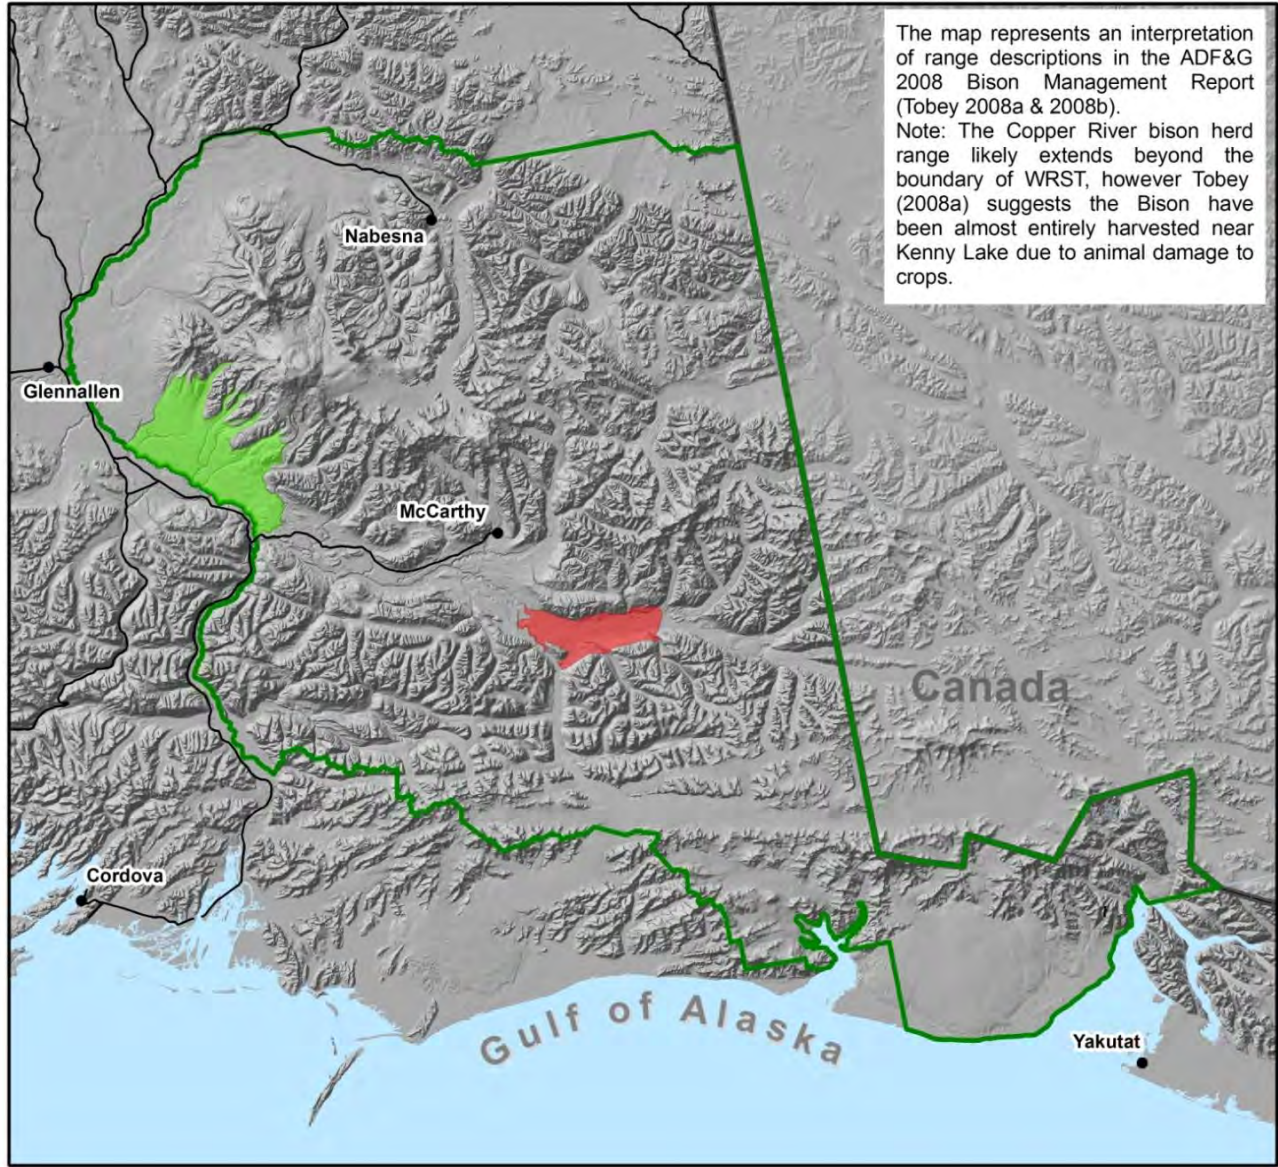 The map represents an interpretation
of range descriptions in the ADF&G
2008 Bison Management Report
(Tobey 2008a & 2008b).
Note: The Copper River bison herd
range likely extends beyond the
boundary of WRST, however Tobey
(2008a) suggests the Bison have
been almost entirely harvested near
Kenny Lake due to animal damage to
crops.
Nabesna
Glennallen
McCarthy
Canada
Cordova
Gulf of Alaska
Yakutat